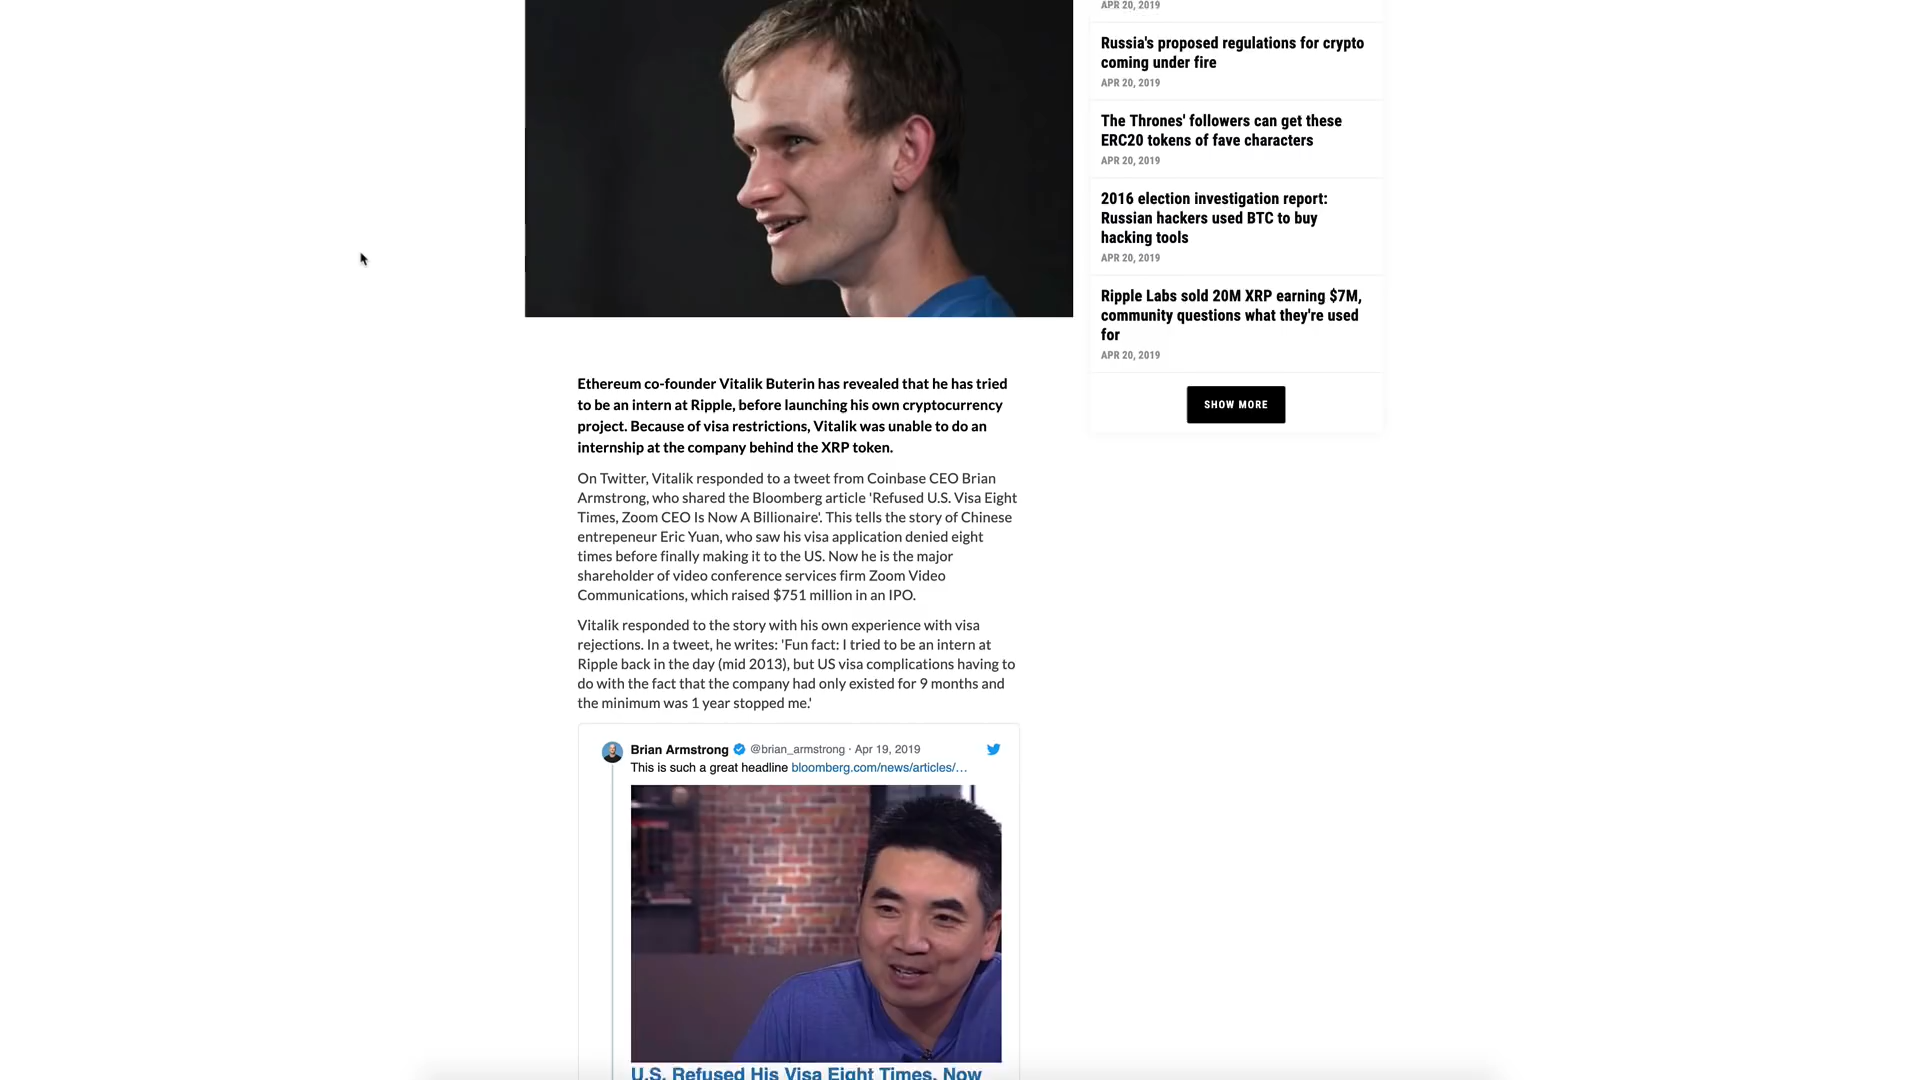 APR 20, 2019
Russia's proposed regulations for crypto
coming under fire
APR 20, 2019
The Thrones' followers can get these
ERC20 tokens of fave characters
APR 20, 2019
2016 election investigation report:
Russian hackers used BTC to buy
hacking tools
APR 20, 2019
Ripple Labs sold 20M XRP earning $7M,
community questions what they're used
for
APR 20, 2019
SHOW MORE
Ethereum co-founder Vitalik Buterin has revealed that he has tried
to be an intern at Ripple, before launching his own cryptocurrency
project. Because of visa restrictions, Vitalik was unable to do an
internship at the company behind the XRP token.
On Twitter, Vitalik responded to a tweet from Coinbase CEO Brian
Armstrong, who shared the Bloomberg article 'Refused U.S. Visa Eight
Times, Zoom CEO Is Now A Billionaire'. This tells the story of Chinese
entrepeneur Eric Yuan, who saw his visa application denied eight
times before finally making it to the US. Now he is the major
shareholder of video conference services firm Zoom Video
Communications, which raised $751 million in an IPO.
Vitalik responded to the story with his own experience with visa
rejections. In a tweet, he writes: 'Fun fact: I tried to be an intern at
Ripple back in the day (mid 2013), but US visa complications having to
do with the fact that the company had only existed for 9 months and
the minimum was 1 year stopped me.'
Brian Armstrong @brian_armstrong · Apr 19, 2019
This is such a great headline bloomberg.com/news/articles/…
U.S. Refused His Visa Eight Times. Now